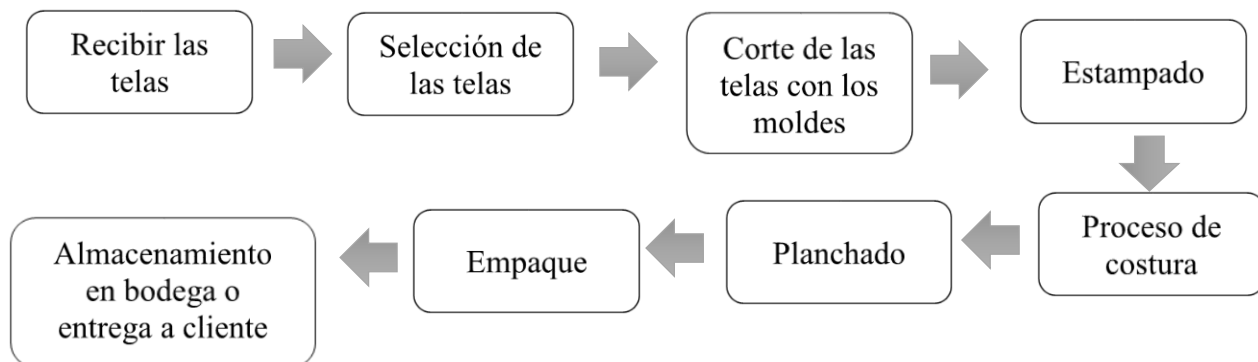 Recibir las
telas
Selección de
las telas
Corte de las
telas con los
moldes
Estampado
Proceso de
costura
Planchado
Empaque
Almacenamiento
en bodega o
entrega a cliente